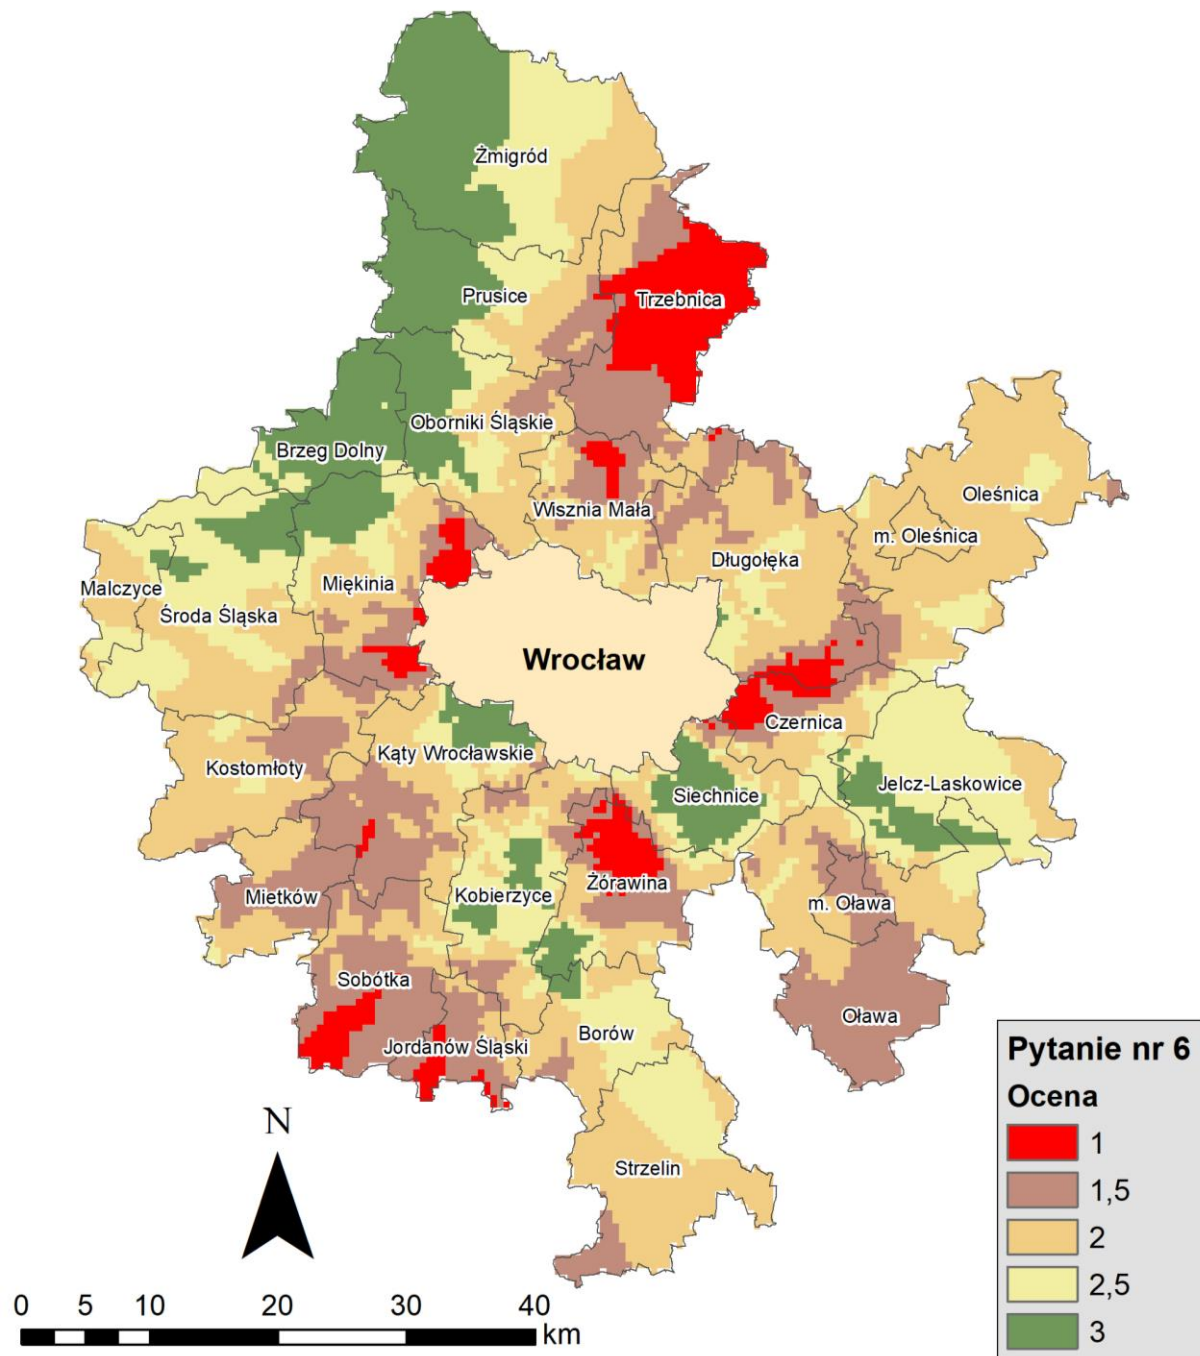 Żmigród
Prusice
Trzebnica
Oborniki Śląskie
Brzeg Dolny
Oleśnica
Wisznia Mała
m. Oleśnica
Długołęka
Malczyce
Miękinia
Środa Śląska
Wrocław
Czernica
Kąty Wrocławskie
Kostomłoty
Jelcz-Laskowice
Siechnice
Żórawina
Mietków
Kobierzyce
m. Oława
Sobótka
Oława
Borów
Jordanów Śląski
Strzelin
N
0 5 10 20 30 40
km
Pytanie nr 6
Ocena
1
1,5
2
2,5
3